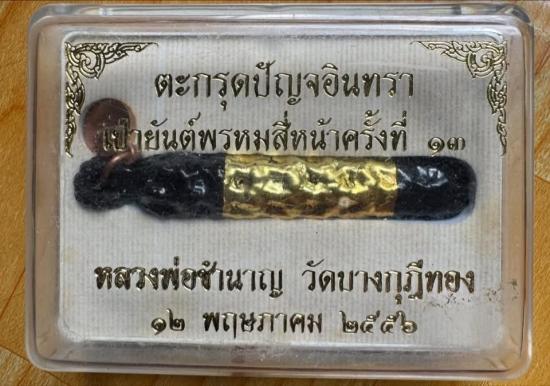 ตะกรุดปัญจอินทรา
เป่ายันต์พรหมสี่หน้าครั้งที่ ๑๓
หลวงพ่อชำนาญ วัดบางกุฎีทอง
๑๒ พฤษภาคม ๒๕๕๖